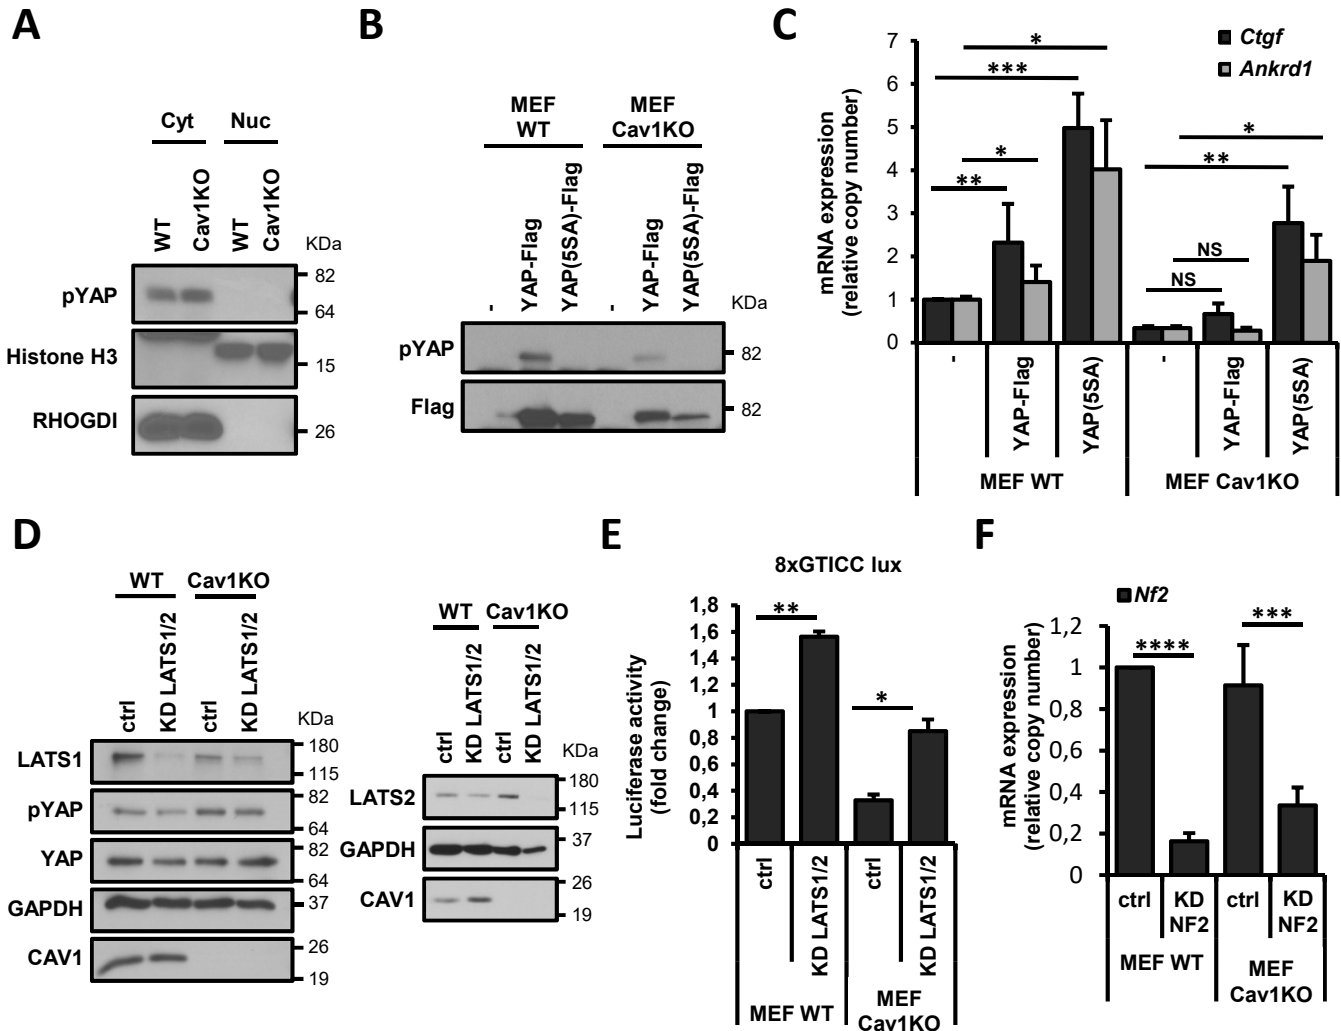 A
Cyt Nuc
WT
Cav1KO
WT
Cav1KO
KDa
pYAP
82
64
Histone H3
15
RHOGDI
26
B
MEF WT
MEF Cav1KO
-
YAP-Flag
YAP(5SA)-Flag
-
YAP-Flag
YAP(5SA)-Flag
KDa
pYAP
82
Flag
82
C
mRNA expression
(relative copy number)
7
6
5
4
3
2
1
0
Ctgf
Ankrd1
*
***
*
**
*
**
NS
NS
-
YAP-Flag
YAP(5SA)
-
YAP-Flag
YAP(5SA)
MEF WT
MEF Cav1KO
D
WT Cav1KO
ctrl
KD LATS1/2
ctrl
KD LATS1/2
KDa
LATS1
180
115
pYAP
82
64
YAP
82
64
GAPDH
37
CAV1
26
19
WT Cav1KO
ctrl
KD LATS1/2
ctrl
KD LATS1/2
KDa
LATS2
180
115
GAPDH
37
CAV1
26
19
E
8xGTICC lux
Luciferase activity
(fold change)
1,8
1,6
1,4
1,2
1
0,8
0,6
0,4
0,2
0
**
*
ctrl
KD LATS1/2
ctrl
KD LATS1/2
MEF WT
MEF
Cav1KO
F
Nf2
mRNA expression
(relative copy number)
1,2
1
0,8
0,6
0,4
0,2
0
****
***
ctrl
KD
NF2
ctrl
KD
NF2
MEF WT
MEF
Cav1KO